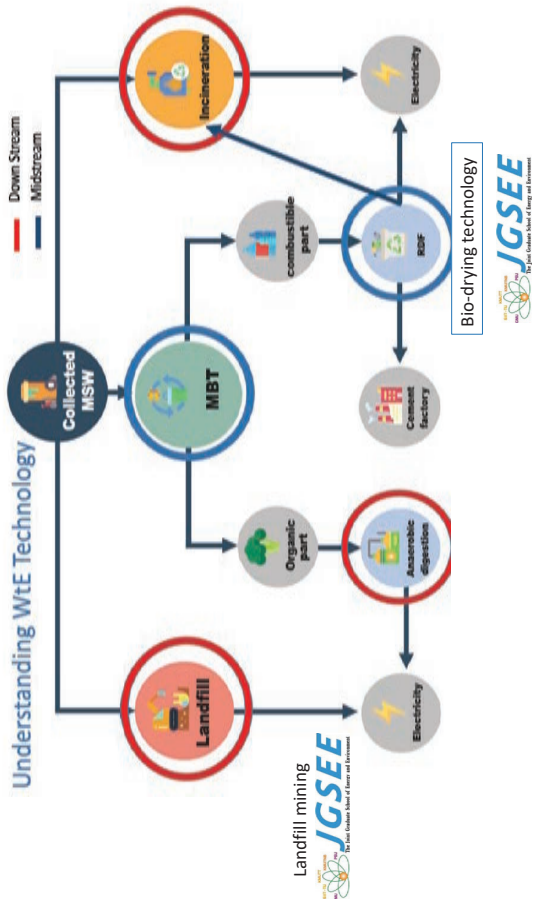 Understanding WtE Technology
Down Stream
Midstream
Collected
MSW
Landfill
MBT
Incineration
Organic
part
combustible
part
Electricity
Anaerobic
digestion
Cement
factory
RDF
Electricity
Landfill mining
JGSEE
The Joint Graduate School of Energy and Environment
Bio-drying technology
JGSEE
The Joint Graduate School of Energy and Environment